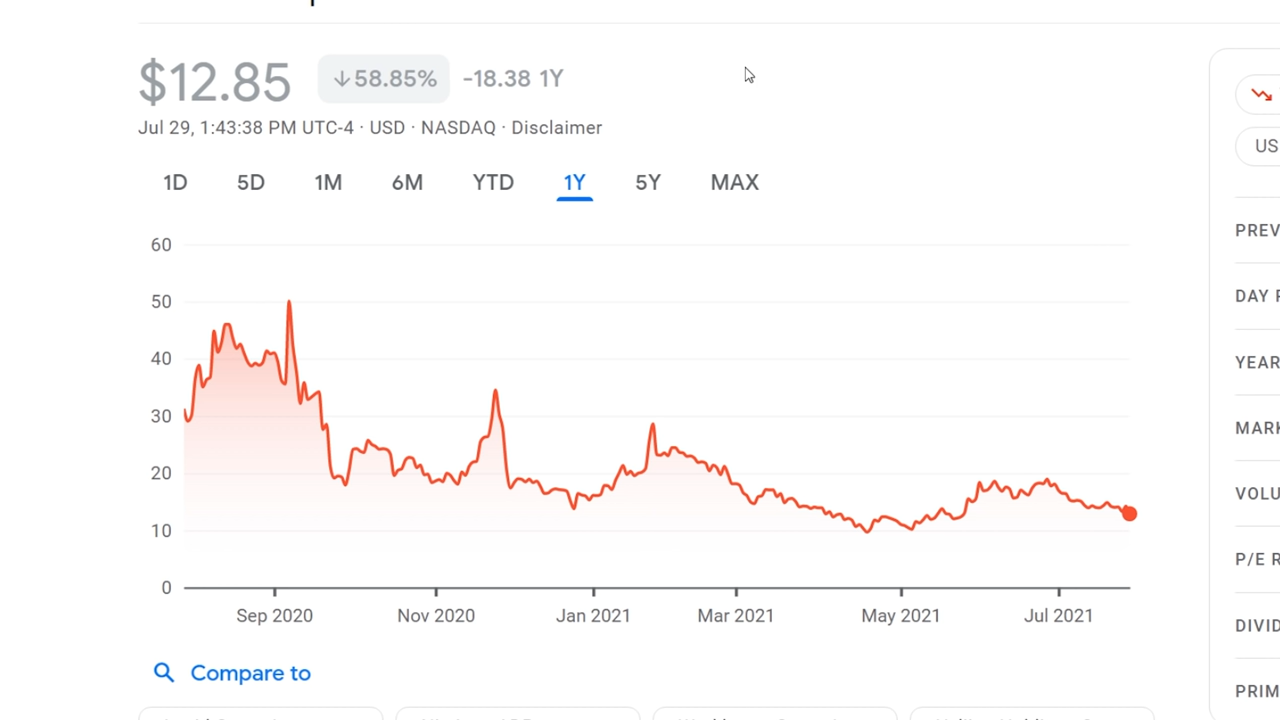 $12.85 ↓58.85% -18.38 1Y
Jul 29, 1:43:38 PM UTC-4 · USD · NASDAQ · Disclaimer
1D 5D 1M 6M YTD 1Y 5Y MAX
60
50
40
30
20
10
0
Sep 2020 Nov 2020 Jan 2021 Mar 2021 May 2021 Jul 2021
Compare to
US
PREV
DAY
YEAR
MARK
VOLU
P/E R
DIVID
PRIM